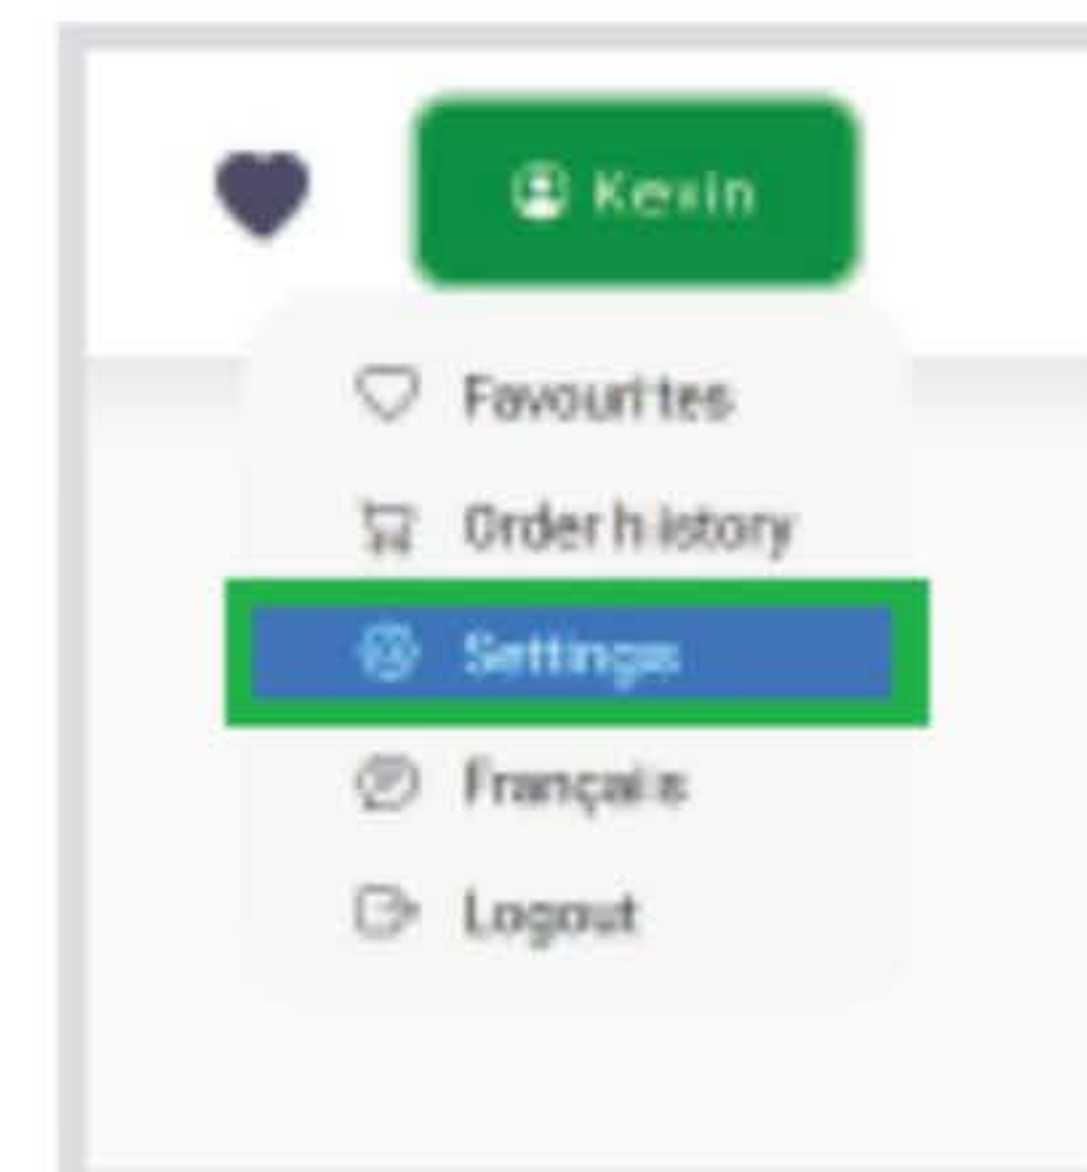 Kevin
Favourites
Order history
Settings
Français
Logout